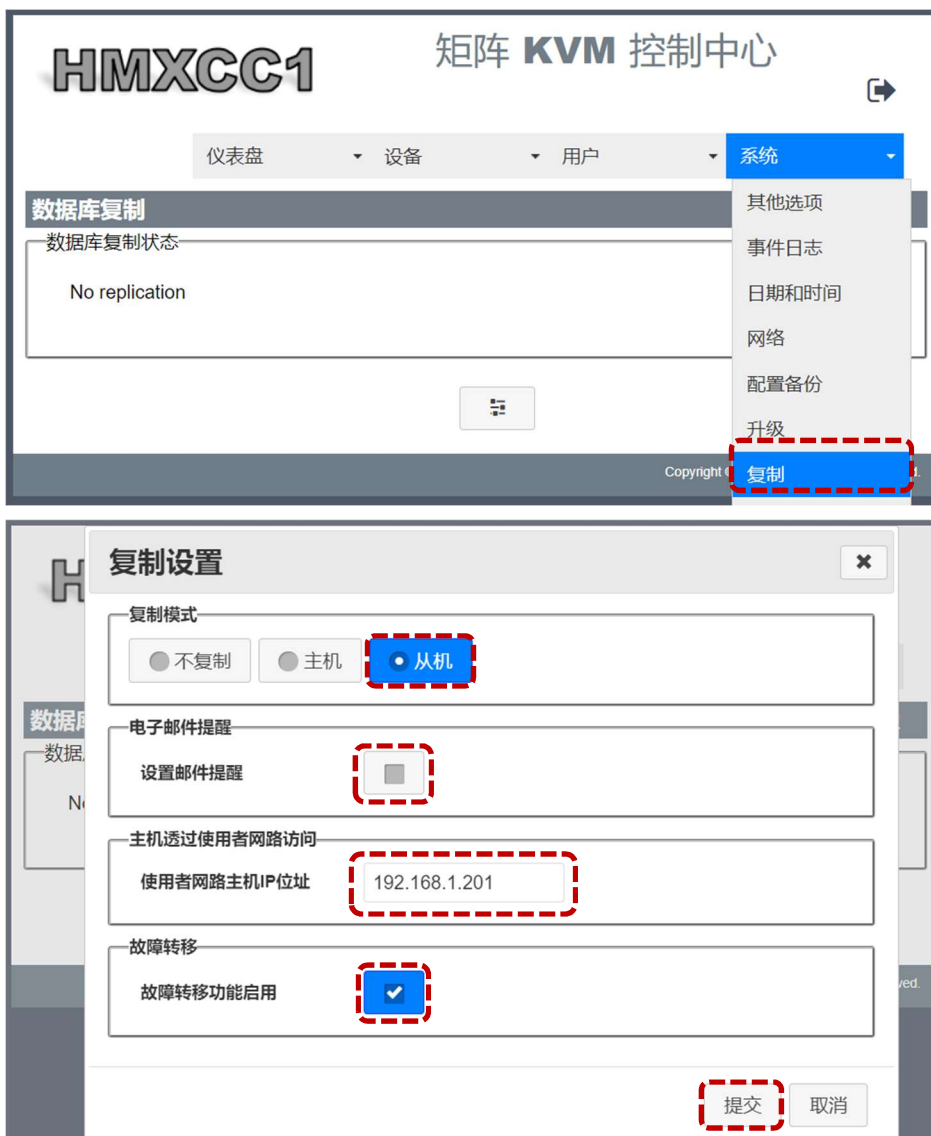 HMXCC1
矩阵 KVM 控制中心
仪表盘 设备 用户 系统
数据库复制
数据库复制状态
No replication
其他选项
事件日志
日期和时间
网络
配置备份
升级
复制
Copyright
复制设置
复制模式
不复制 主机 从机
电子邮件提醒
设置邮件提醒
主机透过使用者网路访问
使用者网路主机IP位址 192.168.1.201
故障转移
故障转移功能启用
提交 取消